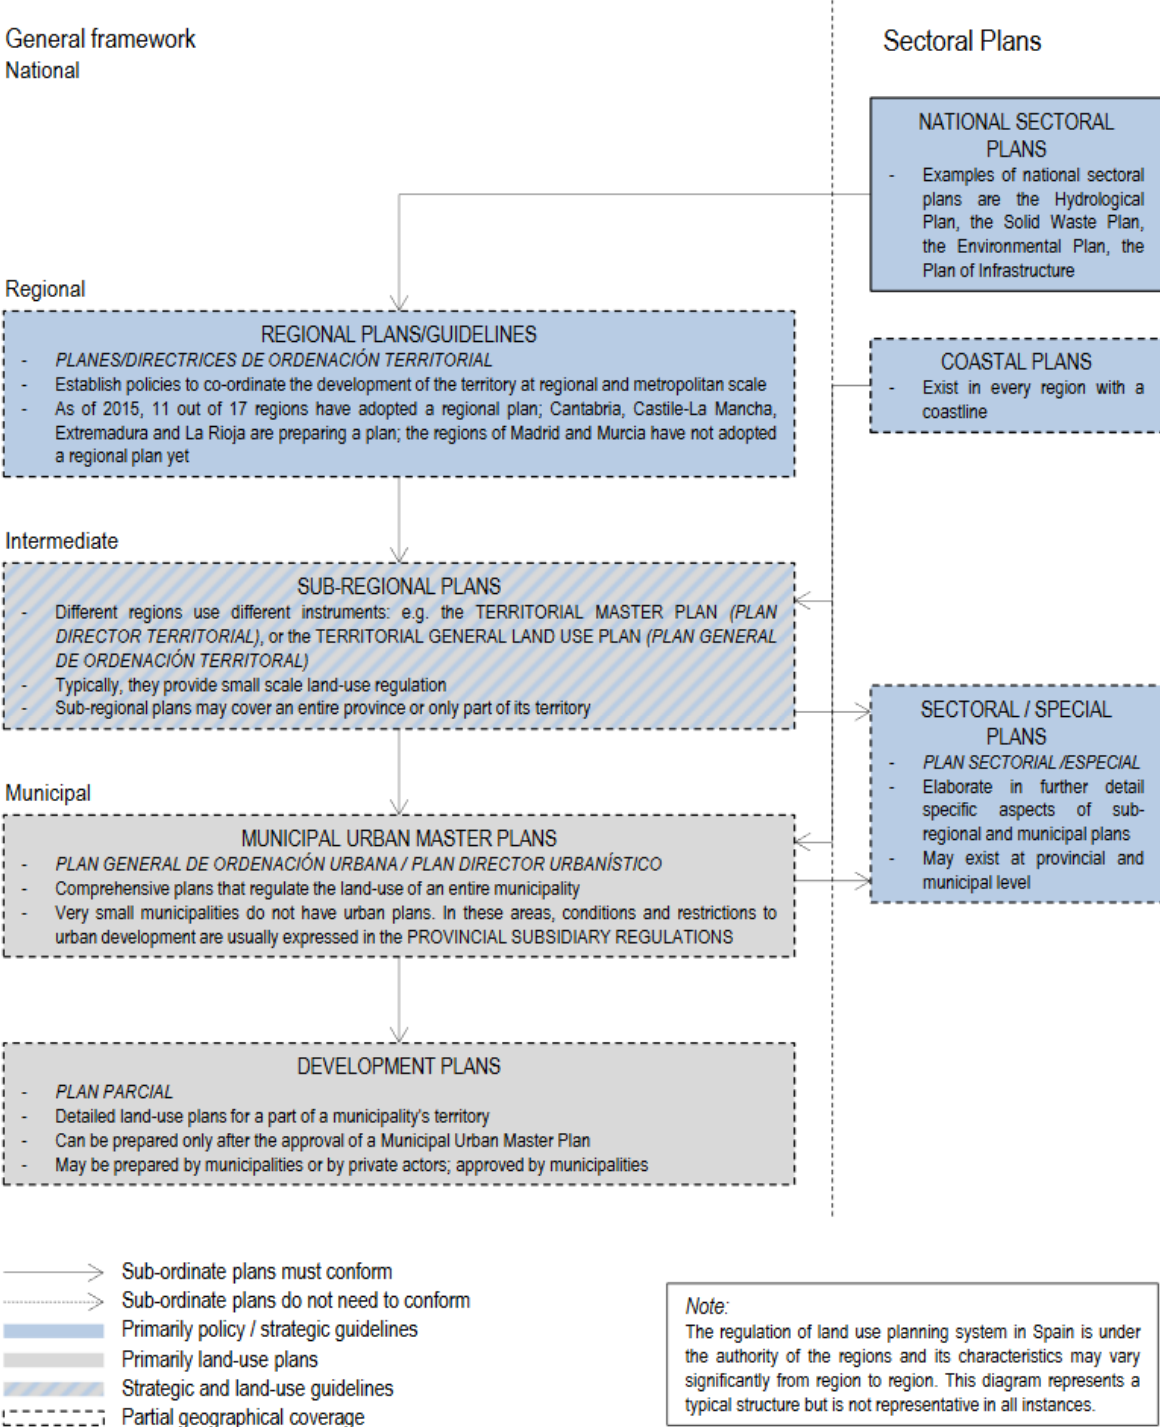 General framework
National
Sectoral Plans
NATIONAL SECTORAL
PLANS
- Examples of national sectoral
plans are the Hydrological
Plan, the Solid Waste Plan,
the Environmental Plan, the
Plan of Infrastructure
Regional
REGIONAL PLANS/GUIDELINES
- PLANES/DIRECTRICES DE ORDENACIÓN TERRITORIAL
- Establish policies to co-ordinate the development of the territory at regional and metropolitan scale
- As of 2015, 11 out of 17 regions have adopted a regional plan; Cantabria, Castile-La Mancha,
Extremadura and La Rioja are preparing a plan; the regions of Madrid and Murcia have not adopted
a regional plan yet
COASTAL PLANS
- Exist in every region with a
coastline
Intermediate
SUB-REGIONAL PLANS
- Different regions use different instruments: e.g. the TERRITORIAL MASTER PLAN (PLAN
DIRECTOR TERRITORIAL), or the TERRITORIAL GENERAL LAND USE PLAN (PLAN GENERAL
DE ORDENACIÓN TERRITORAL)
- Typically, they provide small scale land-use regulation
- Sub-regional plans may cover an entire province or only part of its territory
SECTORAL / SPECIAL
PLANS
- PLAN SECTORIAL /ESPECIAL
- Elaborate in further detail
specific aspects of sub-
regional and municipal plans
- May exist at provincial and
municipal level
Municipal
MUNICIPAL URBAN MASTER PLANS
- PLAN GENERAL DE ORDENACIÓN URBANA / PLAN DIRECTOR URBANÍSTICO
- Comprehensive plans that regulate the land-use of an entire municipality
- Very small municipalities do not have urban plans. In these areas, conditions and restrictions to
urban development are usually expressed in the PROVINCIAL SUBSIDIARY REGULATIONS
DEVELOPMENT PLANS
- PLAN PARCIAL
- Detailed land-use plans for a part of a municipality's territory
- Can be prepared only after the approval of a Municipal Urban Master Plan
- May be prepared by municipalities or by private actors; approved by municipalities
Sub-ordinate plans must conform
Sub-ordinate plans do not need to conform
Primarily policy / strategic guidelines
Primarily land-use plans
Strategic and land-use guidelines
Partial geographical coverage
Note:
The regulation of land use planning system in Spain is under
the authority of the regions and its characteristics may vary
significantly from region to region. This diagram represents a
typical structure but is not representative in all instances.